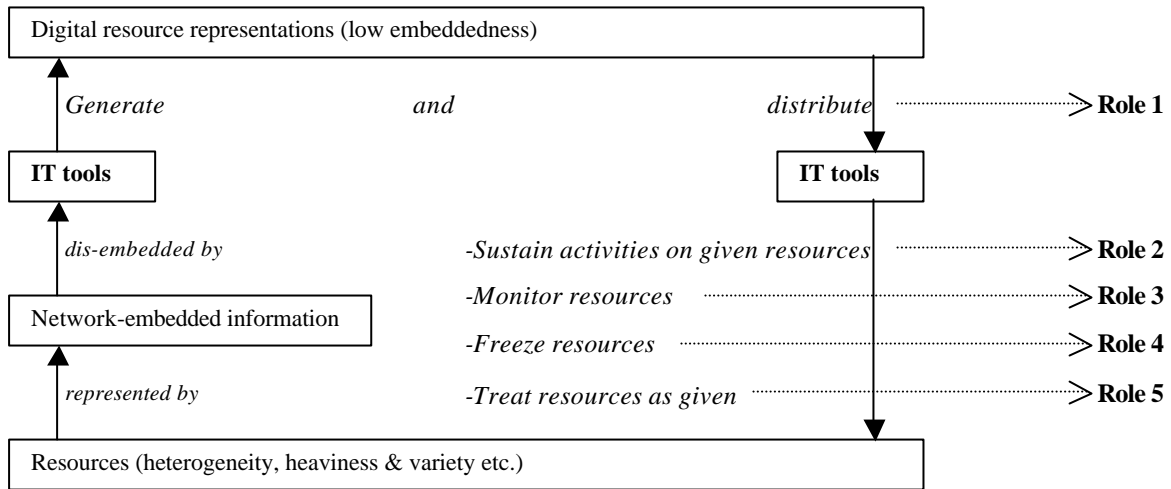 Digital resource representations (low embeddedness)
Generate and distribute Role 1
IT tools IT tools
dis-embedded by -Sustain activities on given resources Role 2
-Monitor resources Role 3
Network-embedded information
-Freeze resources Role 4
represented by -Treat resources as given Role 5
Resources (heterogeneity, heaviness & variety etc.)